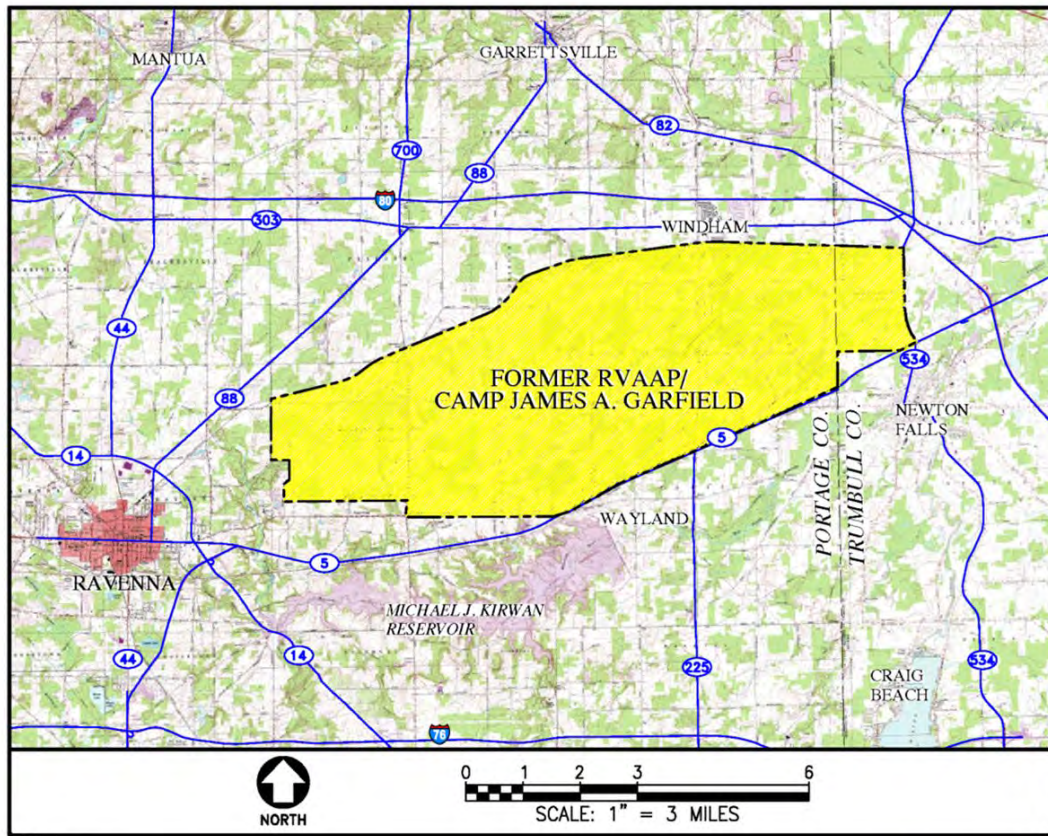 MANTUA
GARRETTSVILLE
82
700
88
80
303
WINDHAM
44
FORMER RVAAP/
CAMP JAMES A. GARFIELD
534
88
NEWTON
FALLS
5
14
PORTAGE CO.
TRUMBULL CO.
WAYLAND
5
RAVENNA
MICHAEL J. KIRWAN
RESERVOIR
44
14
225
534
CRAIG
BEACH
76
NORTH
0 1 2 3 6
SCALE: 1" = 3 MILES